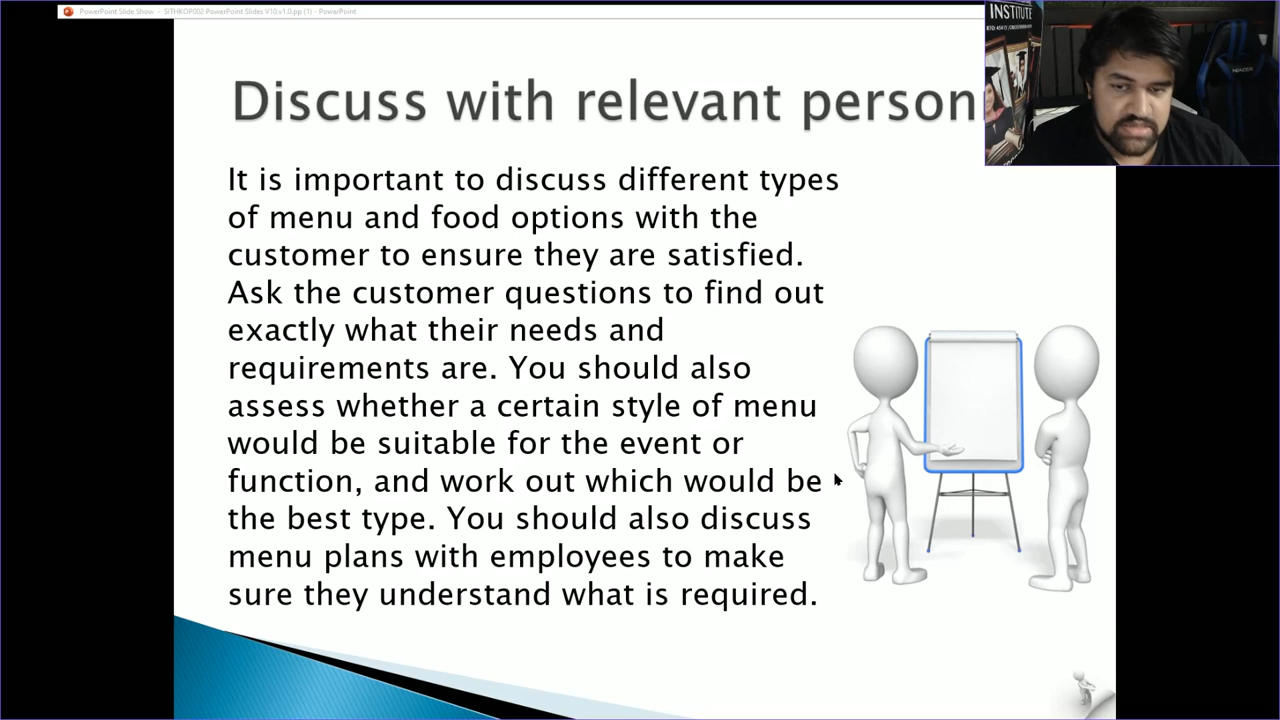 PowerPoint Slide Show - SITHKOP002 PowerPoint Slides V10.v1.0.pp (1) - PowerPoint
INSTITUTE
Discuss with relevant person
It is important to discuss different types
of menu and food options with the
customer to ensure they are satisfied.
Ask the customer questions to find out
exactly what their needs and
requirements are. You should also
assess whether a certain style of menu
would be suitable for the event or
function, and work out which would be
the best type. You should also discuss
menu plans with employees to make
sure they understand what is required.